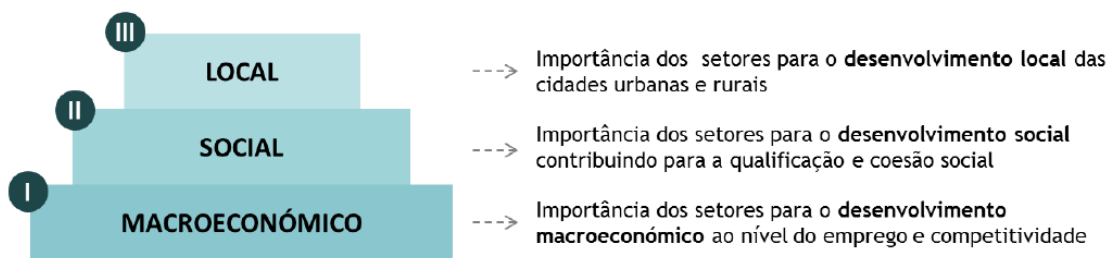 III
LOCAL
Importância dos setores para o desenvolvimento local das
cidades urbanas e rurais
II
SOCIAL
Importância dos setores para o desenvolvimento social
contribuindo para a qualificação e coesão social
I
MACROECONÓMICO
Importância dos setores para o desenvolvimento
macroeconómico ao nível do emprego e competitividade